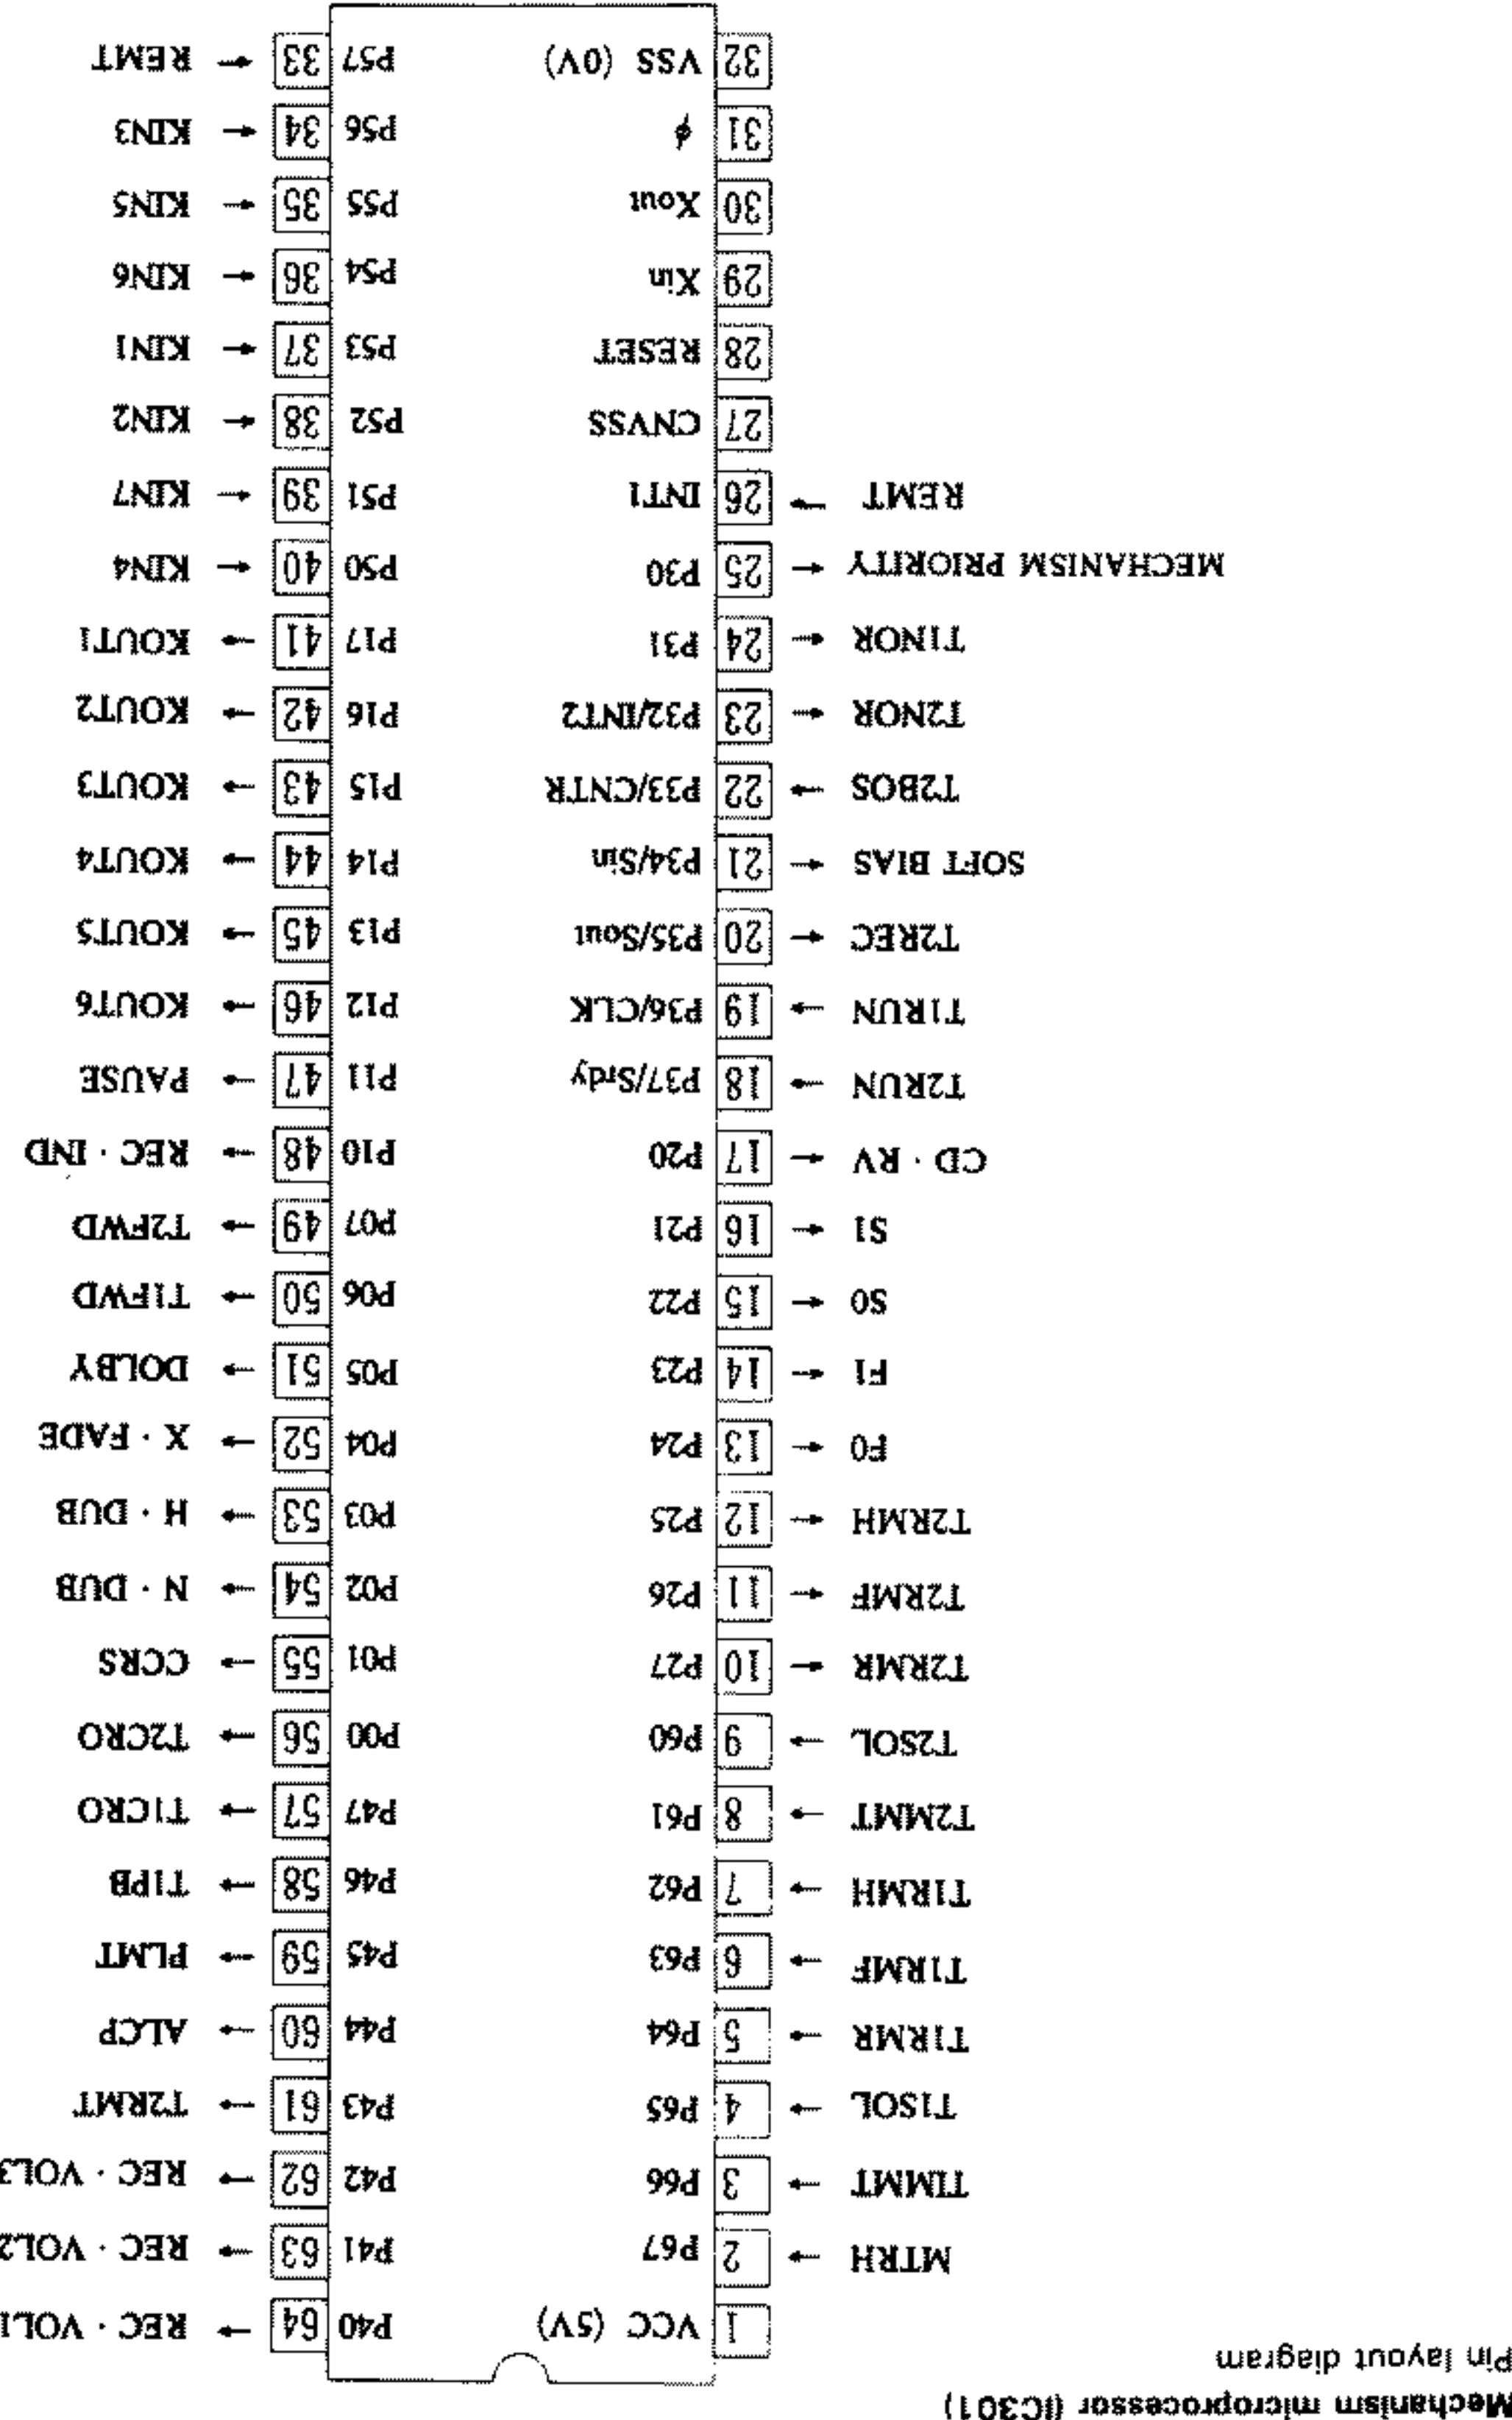 Mechanism microprocessor (IC301)
Pin layout diagram
1 VCC (5V) P40 64 REC · VOL1
MTRH 2 P67 P41 63 REC · VOL2
TIMMT 3 P66 P42 62 REC · VOL3
T1SOL 4 P65 P43 61 T2RMT
T1RMR 5 P64 P44 60 ALCP
T1RMF 6 P63 P45 59 PLMT
T1RMH 7 P62 P46 58 T1PB
T2MMT 8 P61 P47 57 T1CRO
T2SOL 9 P60 P00 56 T2CRO
T2RMR 10 P27 P01 55 CCRS
T2RMF 11 P26 P02 54 N · DUB
T2RMH 12 P25 P03 53 H · DUB
F0 13 P24 P04 52 X · FADE
F1 14 P23 P05 51 DOLBY
S0 15 P22 P06 50 T1FWD
S1 16 P21 P07 49 T2FWD
CD · RV 17 P20 P10 48 REC · IND
T2RUN 18 P37/Srdy P11 47 PAUSE
T1RUN 19 P36/CLK P12 46 KOUT6
T2REC 20 P35/Sout P13 45 KOUT5
SOFT BIAS 21 P34/Sin P14 44 KOUT4
T2BOS 22 P33/CNTR P15 43 KOUT3
T2NOR 23 P32/INT2 P16 42 KOUT2
T1NOR 24 P31 P17 41 KOUT1
MECHANISM PRIORITY 25 P30 P50 40 KIN4
REMT 26 INT1 P51 39 KIN7
27 CNVSS P52 38 KIN2
28 RESET P53 37 KIN1
29 Xin P54 36 KIN6
30 Xout P55 35 KIN5
31 ϕ P56 34 KIN3
32 VSS (0V) P57 33 REMT